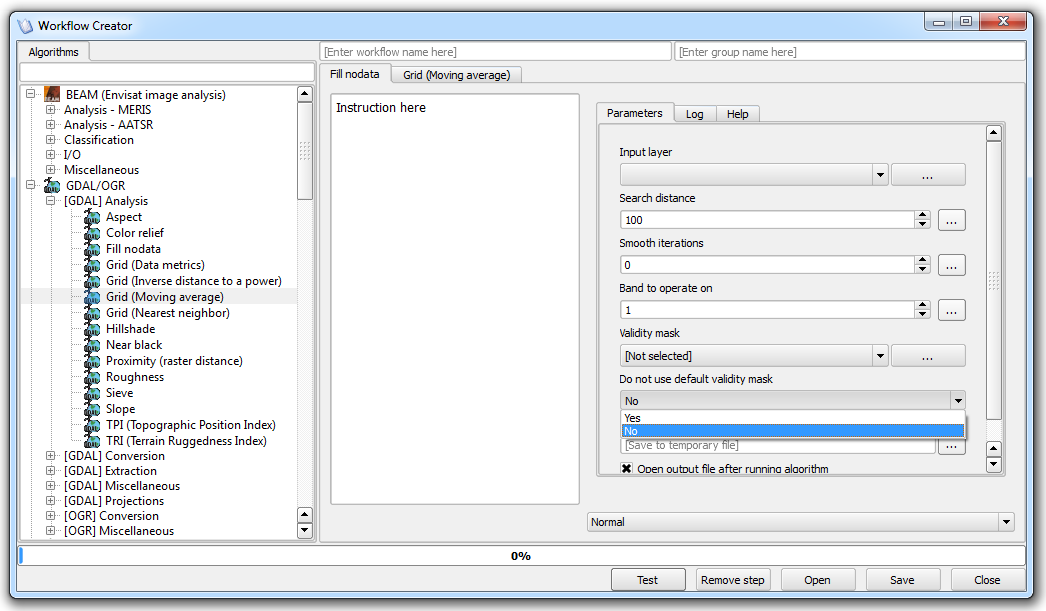 Workflow Creator
Algorithms
[Enter workflow name here]
[Enter group name here]
BEAM (Envisat image analysis)
Analysis - MERIS
Analysis - AATSR
Classification
I/O
Miscellaneous
GDAL/OGR
[GDAL] Analysis
Aspect
Color relief
Fill nodata
Grid (Data metrics)
Grid (Inverse distance to a power)
Grid (Moving average)
Grid (Nearest neighbor)
Hillshade
Near black
Proximity (raster distance)
Roughness
Sieve
Slope
TPI (Topographic Position Index)
TRI (Terrain Ruggedness Index)
[GDAL] Conversion
[GDAL] Extraction
[GDAL] Miscellaneous
[GDAL] Projections
[OGR] Conversion
[OGR] Miscellaneous
Fill nodata
Grid (Moving average)
Instruction here
Parameters
Log
Help
Input layer
...
Search distance
100
...
Smooth iterations
0
...
Band to operate on
1
...
Validity mask
[Not selected]
...
Do not use default validity mask
No
Yes
No
[Save to temporary file]
...
Open output file after running algorithm
Normal
0%
Test
Remove step
Open
Save
Close